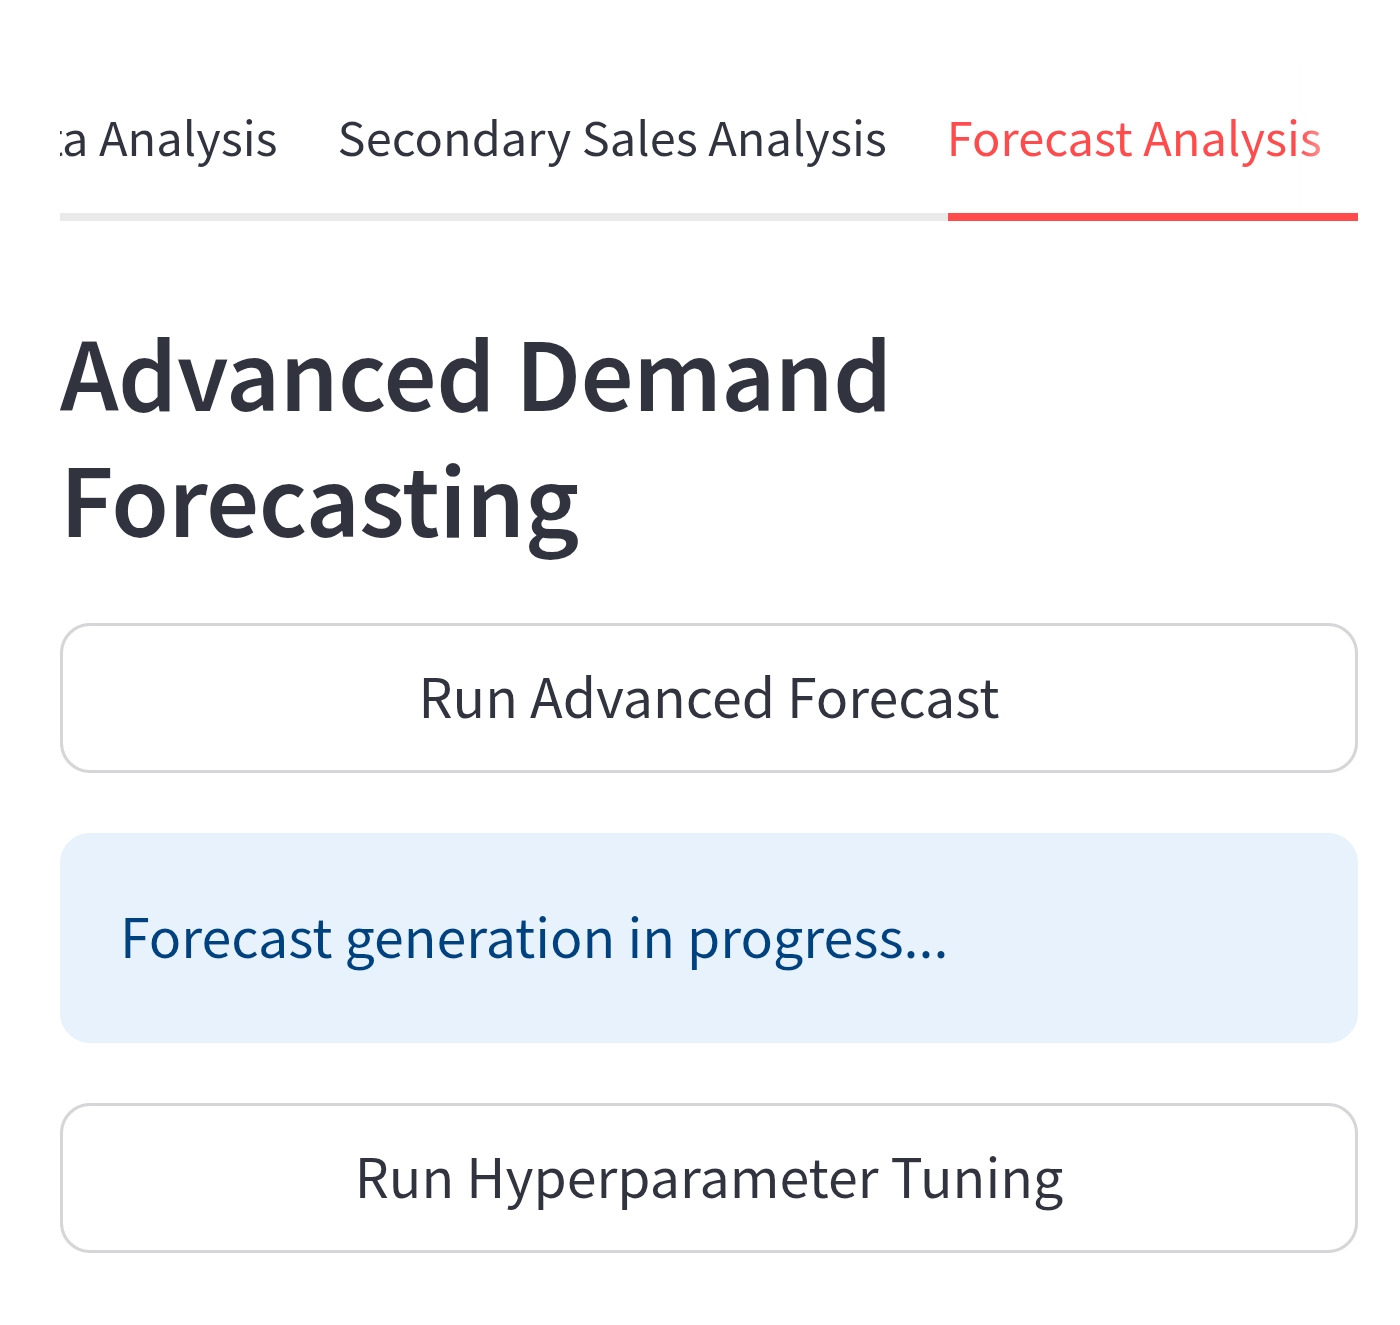 Analysis Secondary Sales Analysis Forecast Analysis
Advanced Demand
Forecasting
Run Advanced Forecast
Forecast generation in progress...
Run Hyperparameter Tuning